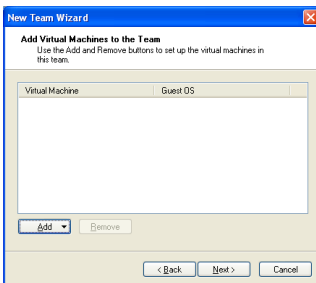 New Team Wizard
Add Virtual Machines to the Team
Use the Add and Remove buttons to set up the virtual machines in
this team.
Virtual Machine Guest OS
Add Remove
< Back Next > Cancel